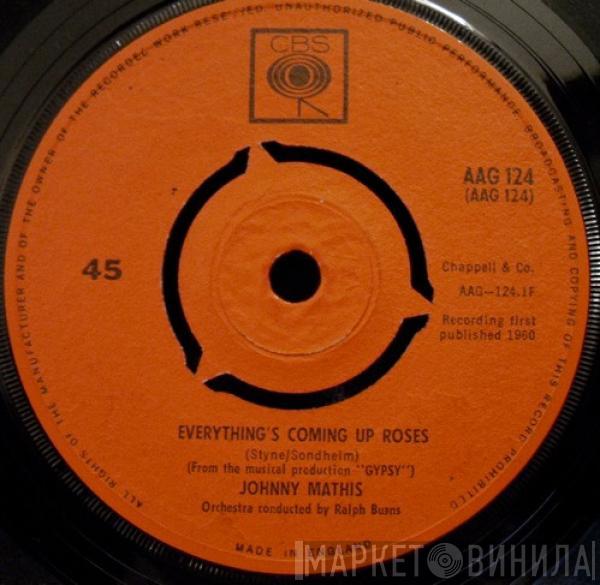 ALL RIGHTS OF THE MANUFACTURER AND OF THE OWNER OF THE RECORDED WORK RESERVED. UNAUTHORIZED PUBLIC PERFORMANCE, BROADCASTING AND COPYING OF THIS RECORD PROHIBITED
CBS
AAG 124
(AAG 124)
45
Chappell & Co.
AAG—124.1F
Recording first
published 1960
EVERYTHING'S COMING UP ROSES
(Styne/Sondheim)
(From the musical production "GYPSY")
JOHNNY MATHIS
Orchestra conducted by Ralph Burns
MADE IN ENGLAND
МАРКЕТ ВИНИЛА